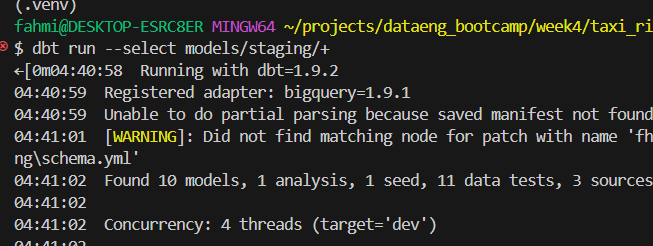 (.venv)
fahmi@DESKTOP-ESRC8ER MINGW64 ~/projects/dataeng_bootcamp/week4/taxi_ri
$ dbt run --select models/staging/+
←[0m04:40:58  Running with dbt=1.9.2
04:40:59  Registered adapter: bigquery=1.9.1
04:40:59  Unable to do partial parsing because saved manifest not found
04:41:01  [WARNING]: Did not find matching node for patch with name 'fh
ng\schema.yml'
04:41:02  Found 10 models, 1 analysis, 1 seed, 11 data tests, 3 sources
04:41:02
04:41:02  Concurrency: 4 threads (target='dev')
04:41:02